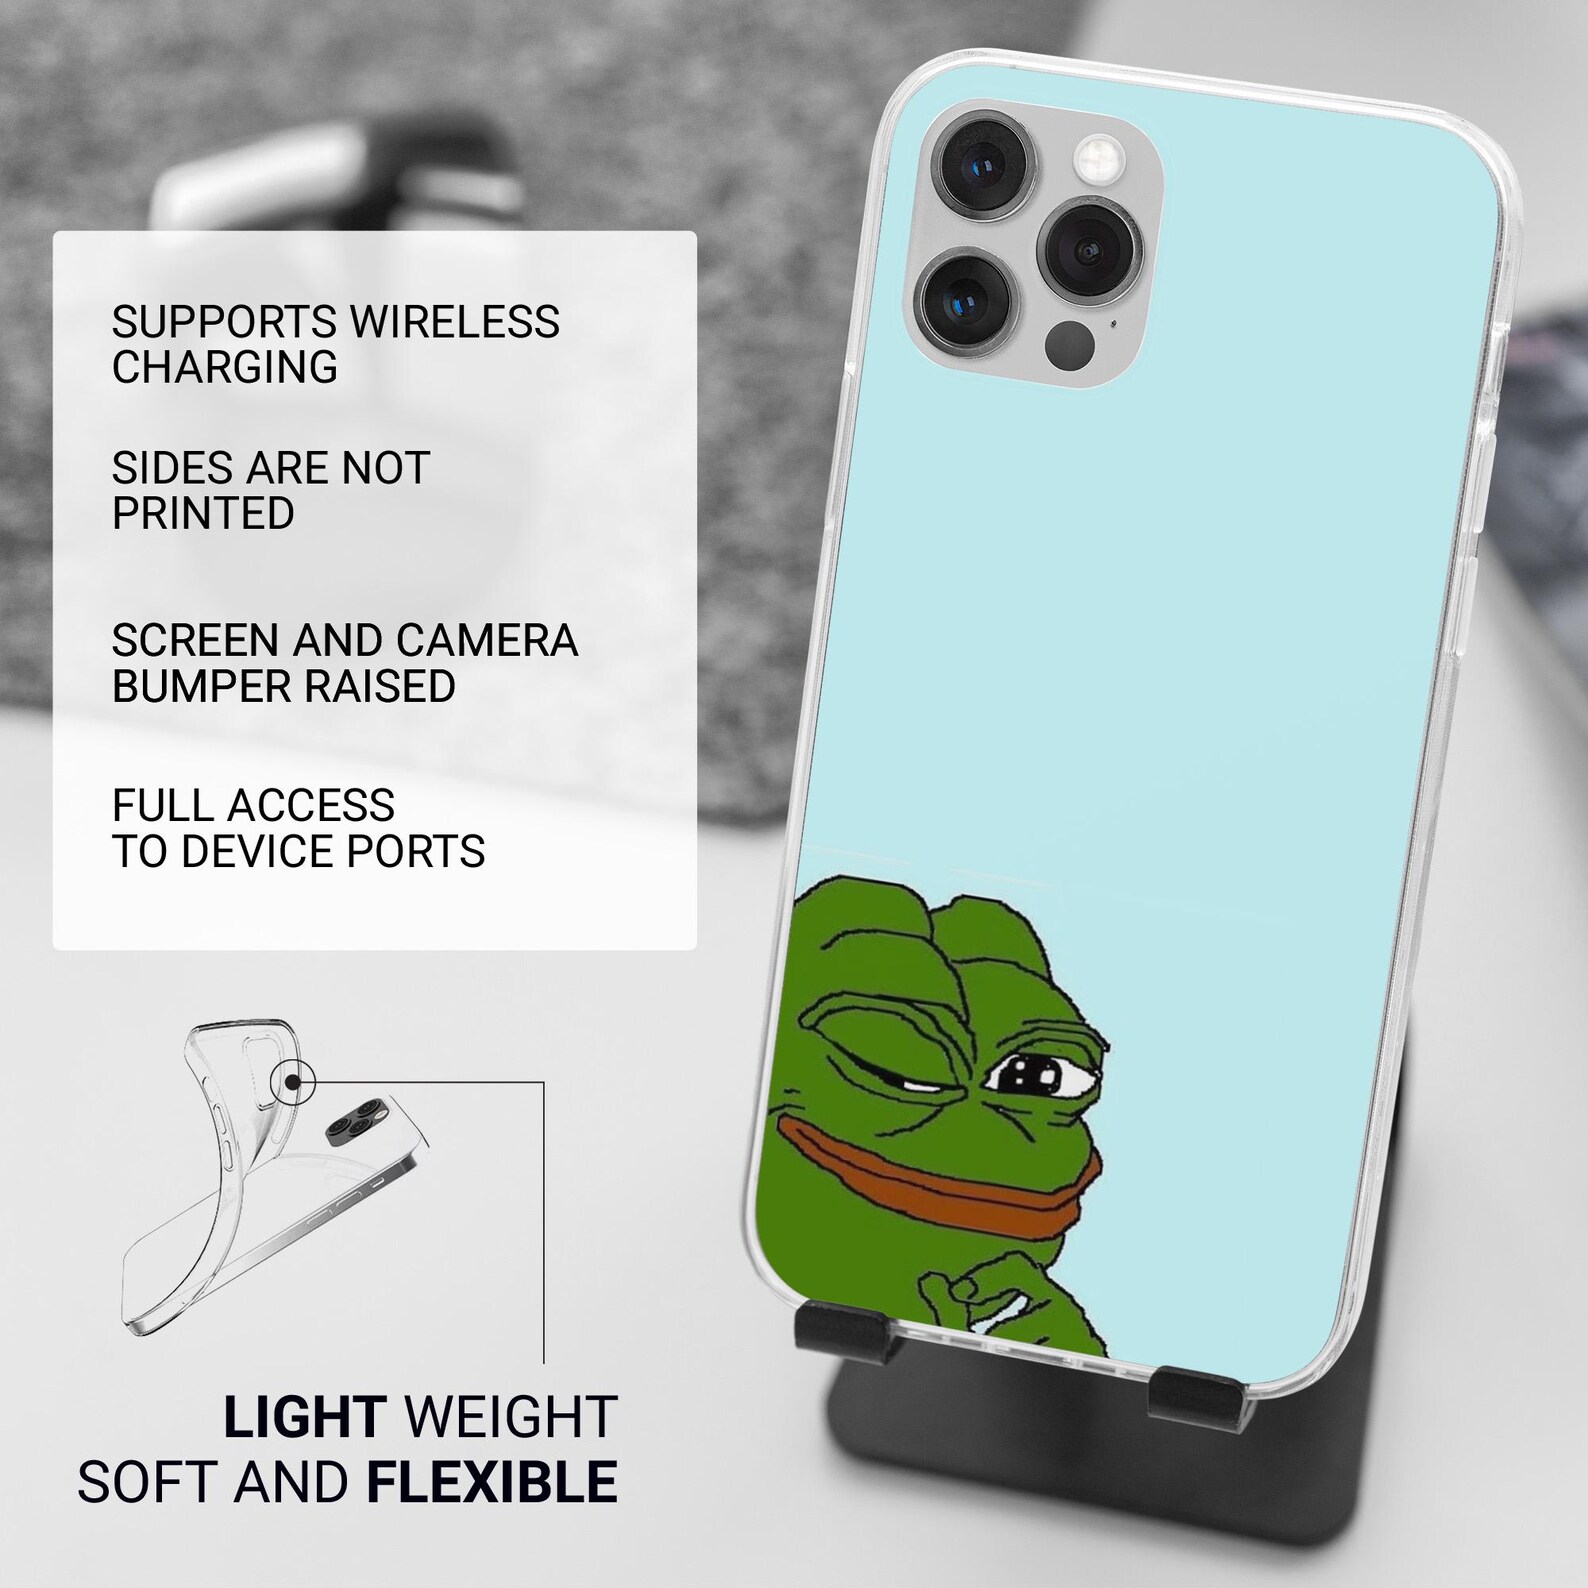 SUPPORTS WIRELESS
CHARGING
SIDES ARE NOT
PRINTED
SCREEN AND CAMERA
BUMPER RAISED
FULL ACCESS
TO DEVICE PORTS
LIGHT WEIGHT
SOFT AND FLEXIBLE